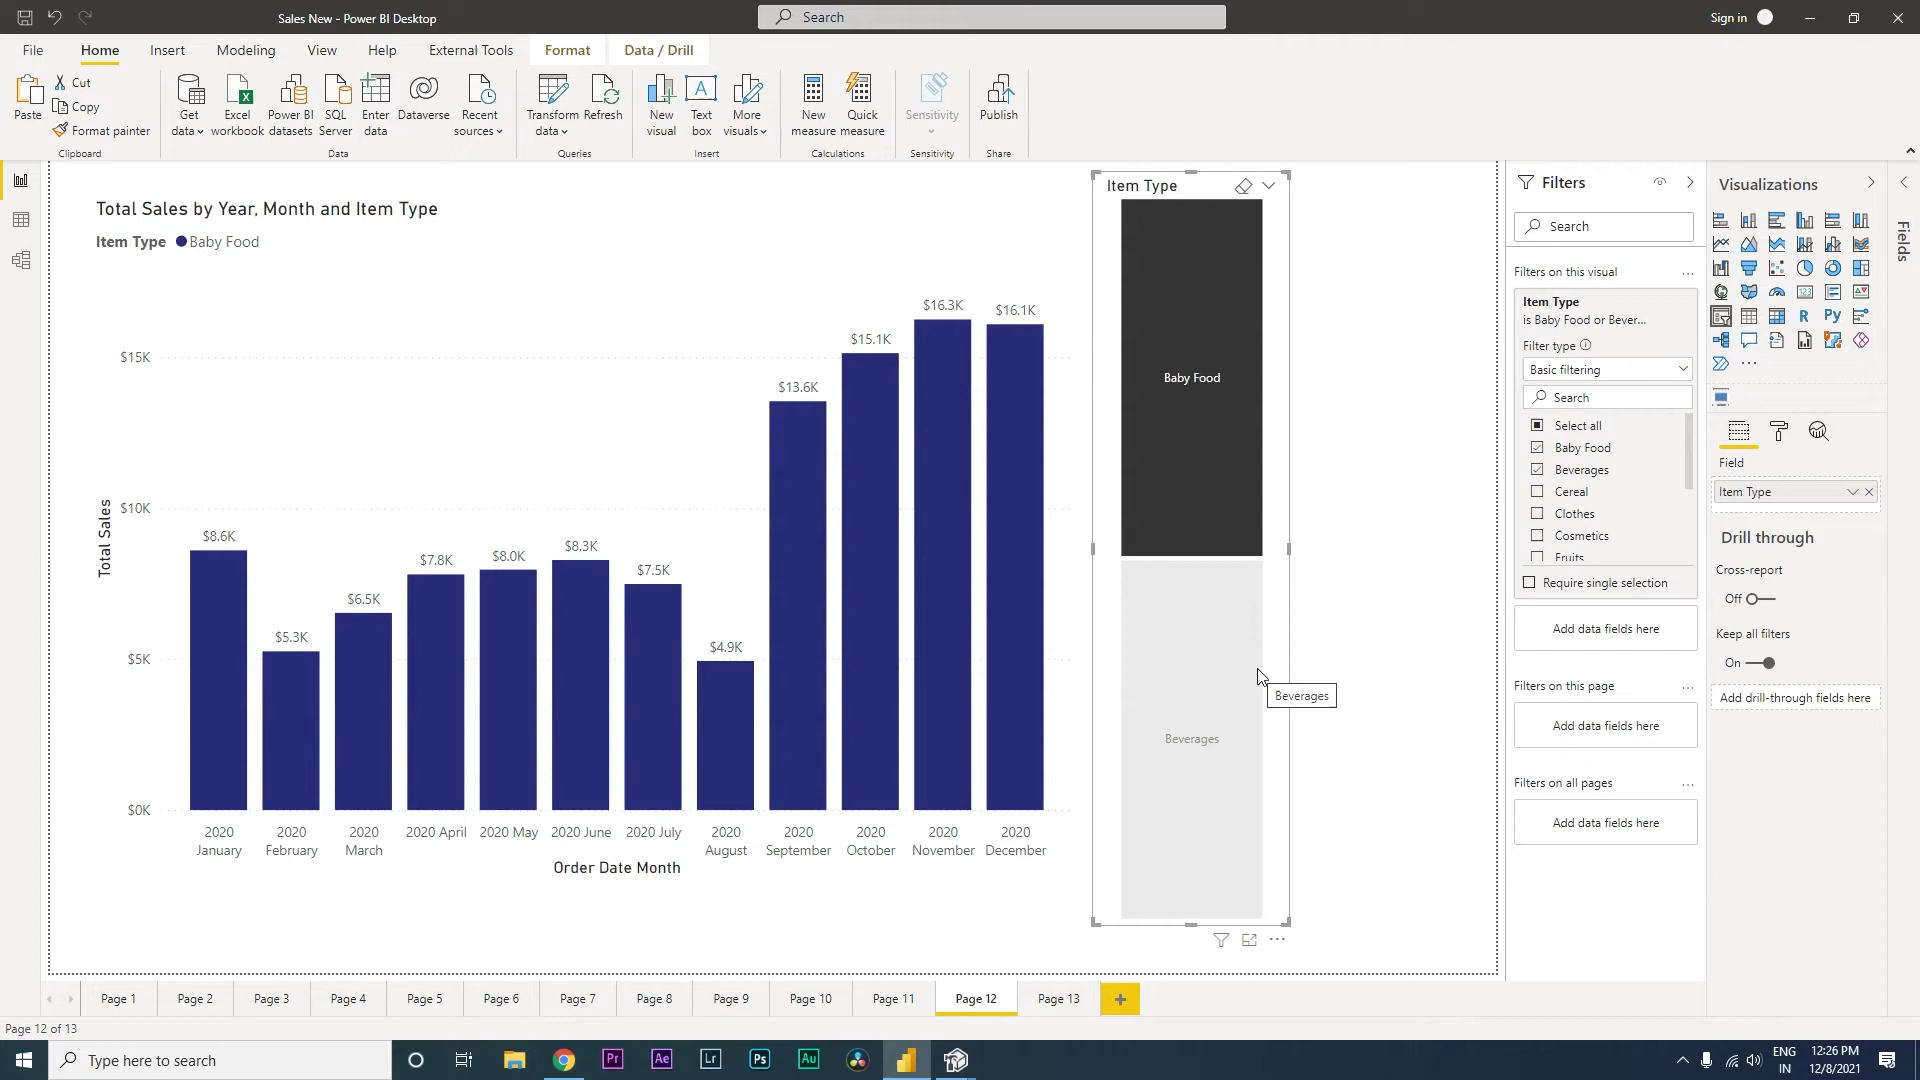 Sales New - Power BI Desktop
Search
Sign in
File
Home
Insert
Modeling
View
Help
External Tools
Format
Data / Drill
Paste
Cut
Copy
Format painter
Clipboard
Get data
Excel workbook
Power BI datasets
SQL Server
Enter data
Dataverse
Recent sources
Data
Transform data
Refresh
Queries
New visual
Text box
More visuals
Insert
New measure
Quick measure
Calculations
Sensitivity
Sensitivity
Publish
Share
Total Sales by Year, Month and Item Type
Item Type Baby Food
Total Sales
$15K
$10K
$5K
$0K
$8.6K
$5.3K
$6.5K
$7.8K
$8.0K
$8.3K
$7.5K
$4.9K
$13.6K
$15.1K
$16.3K
$16.1K
2020 January
2020 February
2020 March
2020 April
2020 May
2020 June
2020 July
2020 August
2020 September
2020 October
2020 November
2020 December
Order Date Month
Item Type
Baby Food
Beverages
Beverages
Filters
Search
Filters on this visual
Item Type
is Baby Food or Bever...
Filter type
Basic filtering
Search
Select all
Baby Food
Beverages
Cereal
Clothes
Cosmetics
Fruits
Require single selection
Add data fields here
Filters on this page
Add data fields here
Filters on all pages
Add data fields here
Visualizations
R
Py
123
Field
Item Type
Drill through
Cross-report
Off
Keep all filters
On
Add drill-through fields here
Fields
Page 1
Page 2
Page 3
Page 4
Page 5
Page 6
Page 7
Page 8
Page 9
Page 10
Page 11
Page 12
Page 13
Page 12 of 13
Type here to search
Pr
Ae
Lr
Ps
Au
ENG
IN
12:26 PM
12/8/2021